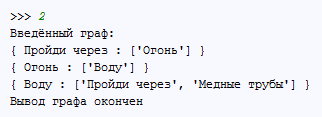 >>> 2
Введённый граф:
{ Пройди через : ['Огонь'] }
{ Огонь : ['Воду'] }
{ Воду : ['Пройди через', 'Медные трубы'] }
Вывод графа окончен